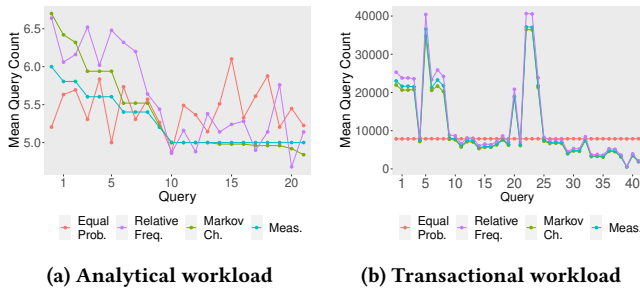 Mean Query Count
6.5
6.0
5.5
5.0
1
5
10
15
20
Query
Equal Prob.
Relative Freq.
Markov Ch.
Meas.
(a) Analytical workload
Mean Query Count
40000
30000
20000
10000
0
1
5
10
15
20
25
30
35
40
Query
Equal Prob.
Relative Freq.
Markov Ch.
Meas.
(b) Transactional workload